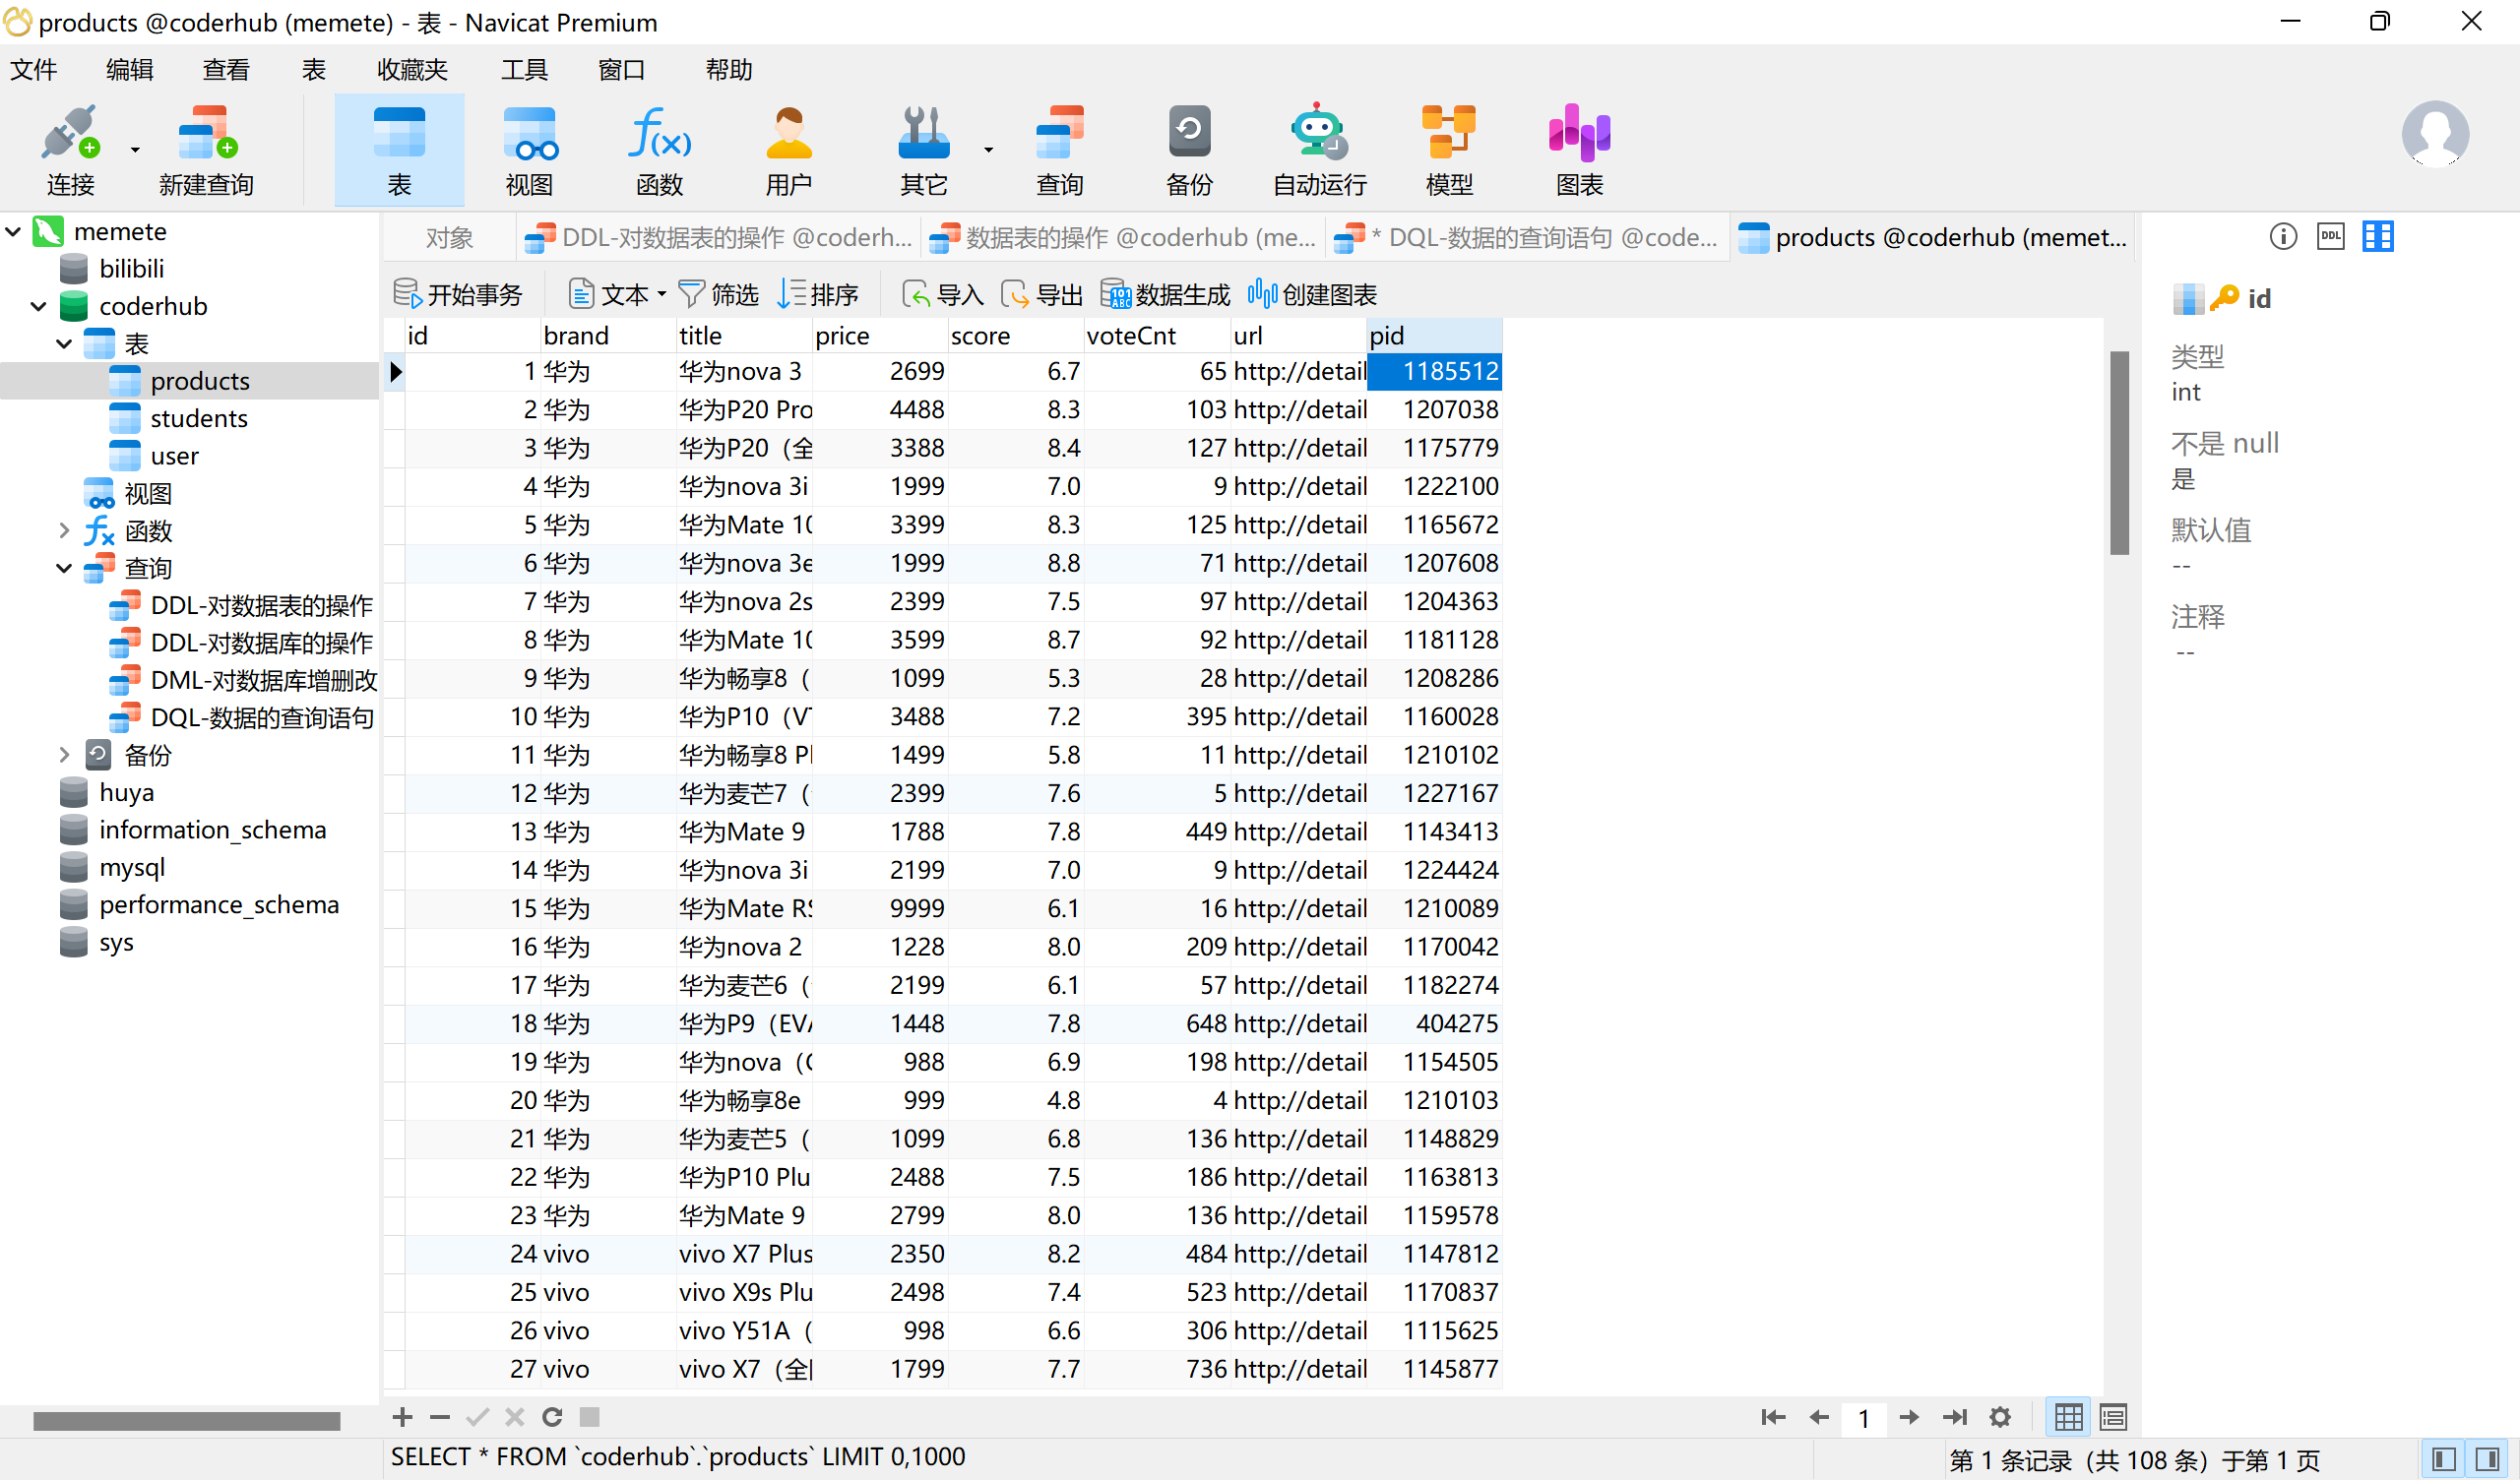 products @coderhub (memete) - 表 - Navicat Premium
文件 编辑 查看 表 收藏夹 工具 窗口 帮助
连接 新建查询 表 视图 函数 用户 其它 查询 备份 自动运行 模型 图表
memete
bilibili
coderhub
表
products
students
user
视图
函数
查询
DDL-对数据表的操作
DDL-对数据库的操作
DML-对数据库增删改
DQL-数据的查询语句
备份
huya
information_schema
mysql
performance_schema
sys
对象 DDL-对数据表的操作 @coderh... 数据表的操作 @coderhub (me... * DQL-数据的查询语句 @code... products @coderhub (memet...
开始事务 文本 筛选 排序 导入 导出 数据生成 创建图表
id brand title price score voteCnt url pid
1 华为 华为nova 3 2699 6.7 65 http://detail 1185512
2 华为 华为P20 Pro 4488 8.3 103 http://detail 1207038
3 华为 华为P20（全 3388 8.4 127 http://detail 1175779
4 华为 华为nova 3i 1999 7.0 9 http://detail 1222100
5 华为 华为Mate 10 3399 8.3 125 http://detail 1165672
6 华为 华为nova 3e 1999 8.8 71 http://detail 1207608
7 华为 华为nova 2s 2399 7.5 97 http://detail 1204363
8 华为 华为Mate 10 3599 8.7 92 http://detail 1181128
9 华为 华为畅享8（ 1099 5.3 28 http://detail 1208286
10 华为 华为P10（VT 3488 7.2 395 http://detail 1160028
11 华为 华为畅享8 Pl 1499 5.8 11 http://detail 1210102
12 华为 华为麦芒7（ 2399 7.6 5 http://detail 1227167
13 华为 华为Mate 9 1788 7.8 449 http://detail 1143413
14 华为 华为nova 3i 2199 7.0 9 http://detail 1224424
15 华为 华为Mate RS 9999 6.1 16 http://detail 1210089
16 华为 华为nova 2 1228 8.0 209 http://detail 1170042
17 华为 华为麦芒6（ 2199 6.1 57 http://detail 1182274
18 华为 华为P9（EVA 1448 7.8 648 http://detail 404275
19 华为 华为nova（C 988 6.9 198 http://detail 1154505
20 华为 华为畅享8e 999 4.8 4 http://detail 1210103
21 华为 华为麦芒5（ 1099 6.8 136 http://detail 1148829
22 华为 华为P10 Plu 2488 7.5 186 http://detail 1163813
23 华为 华为Mate 9 2799 8.0 136 http://detail 1159578
24 vivo vivo X7 Plus 2350 8.2 484 http://detail 1147812
25 vivo vivo X9s Plu 2498 7.4 523 http://detail 1170837
26 vivo vivo Y51A（ 998 6.6 306 http://detail 1115625
27 vivo vivo X7（全 1799 7.7 736 http://detail 1145877
1
SELECT * FROM `coderhub`.`products` LIMIT 0,1000
第 1 条记录（共 108 条）于第 1 页
DDL
id
类型
int
不是 null
是
默认值
--
注释
--